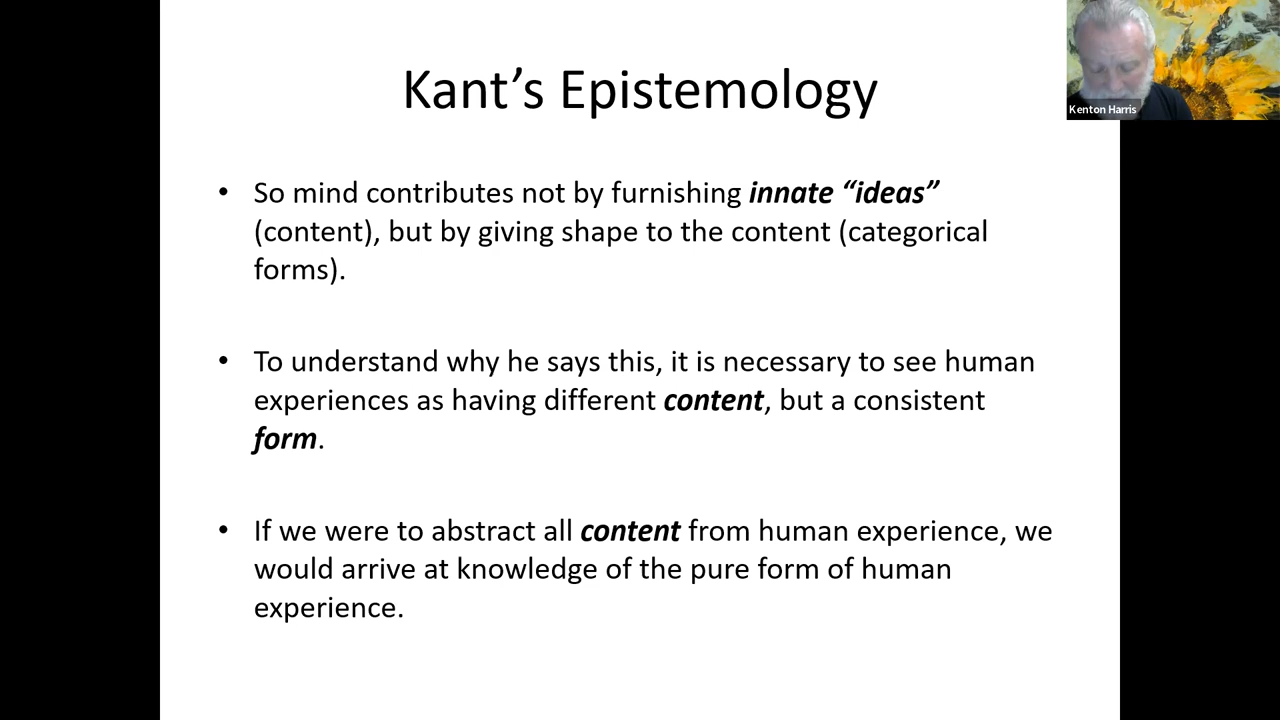 Kant’s Epistemology
Kenton Harris
• So mind contributes not by furnishing innate “ideas”
(content), but by giving shape to the content (categorical
forms).
• To understand why he says this, it is necessary to see human
experiences as having different content, but a consistent
form.
• If we were to abstract all content from human experience, we
would arrive at knowledge of the pure form of human
experience.